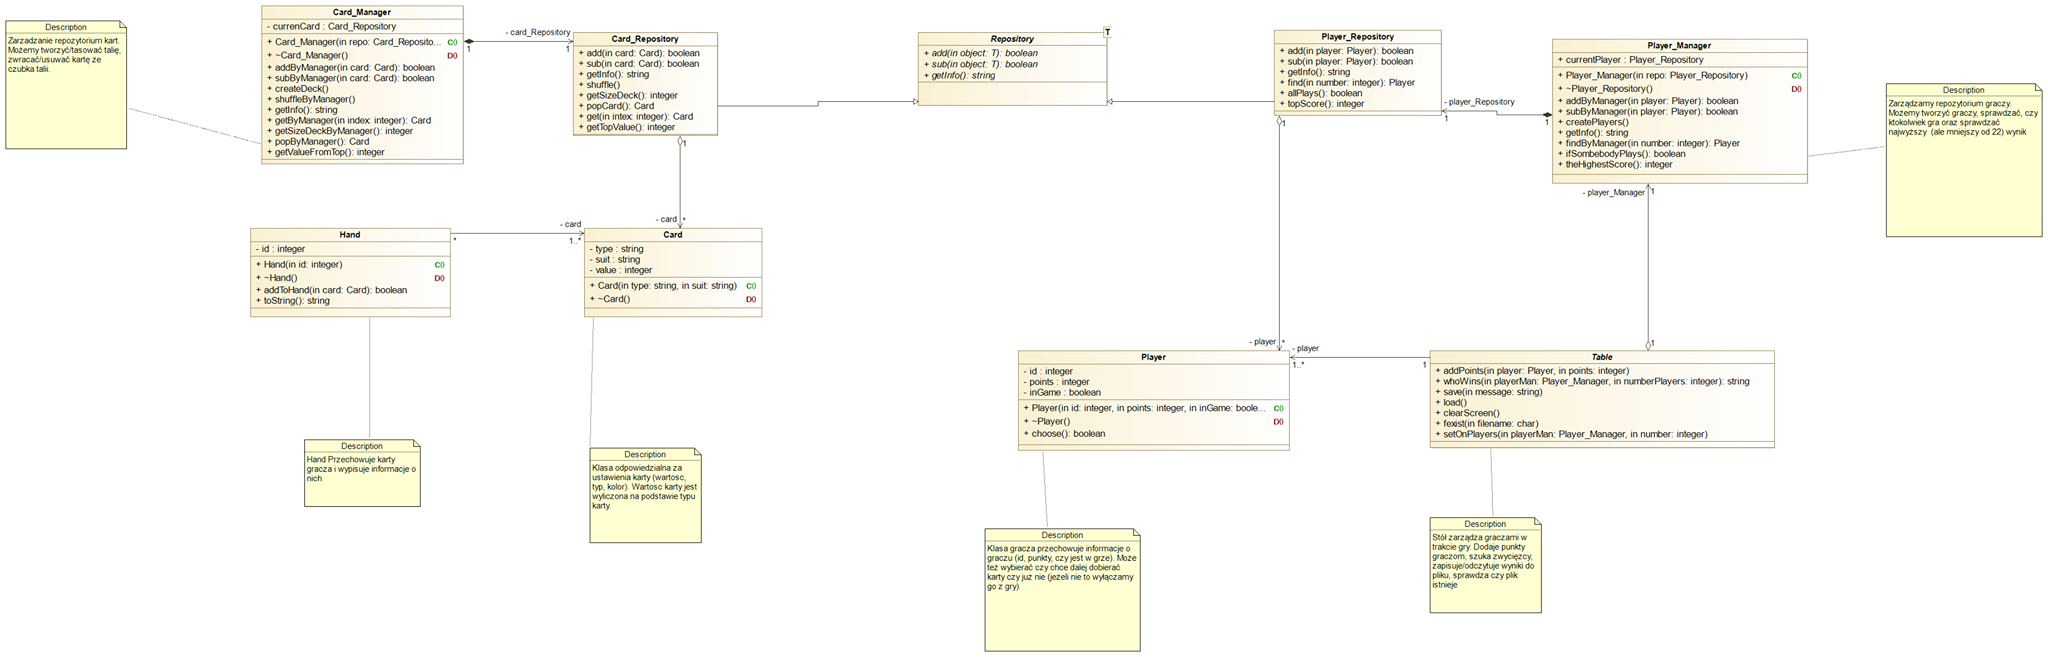 Description
Zarzadzanie repozytorium kart.
Możemy tworzyć/tasować talię,
zwracać/usuwać kartę ze
czubka talii.
Card_Manager
- currenCard : Card_Repository
+ Card_Manager(in repo: Card_Reposito... C()
+ ~Card_Manager() D()
+ addByManager(in card: Card): boolean
+ subByManager(in card: Card): boolean
+ createDeck()
+ shuffleByManager()
+ getInfo(): string
+ getByManager(in index: integer): Card
+ getSizeDeckByManager(): integer
+ popByManager(): Card
+ getValueFromTop(): integer
- card_Repository
1
1
Card_Repository
+ add(in card: Card): boolean
+ sub(in card: Card): boolean
+ getInfo(): string
+ shuffle()
+ getSizeDeck(): integer
+ popCard(): Card
+ get(in intex: integer): Card
+ getTopValue(): integer
1
- card
*
Repository
T
+ add(in object: T): boolean
+ sub(in object: T): boolean
+ getInfo(): string
Player_Repository
+ add(in player: Player): boolean
+ sub(in player: Player): boolean
+ getInfo(): string
+ find(in number: integer): Player
+ allPlays(): boolean
+ topScore(): integer
1
- player_Repository
1
1
Player_Manager
+ currentPlayer : Player_Repository
+ Player_Manager(in repo: Player_Repository) C()
+ ~Player_Repository() D()
+ addByManager(in player: Player): boolean
+ subByManager(in player: Player): boolean
+ createPlayers()
+ getInfo(): string
+ findByManager(in number: integer): Player
+ ifSombebodyPlays(): boolean
+ theHighestScore(): integer
- player_Manager
1
Description
Zarządzamy repozytorium graczy.
Możemy tworzyć graczy, sprawdzać, czy
ktokolwiek gra oraz sprawdzać
najwyższy (ale mniejszy od 22) wynik
Hand
- id : integer
+ Hand(in id: integer) C()
+ ~Hand() D()
+ addToHand(in card: Card): boolean
+ toString(): string
- card
*
1..*
Card
- type : string
- suit : string
- value : integer
+ Card(in type: string, in suit: string) C()
+ ~Card() D()
- player
*
- player
1..*
1
1
Player
- id : integer
- points : integer
- inGame : boolean
+ Player(in id: integer, in points: integer, in inGame: boole... C()
+ ~Player() D()
+ choose(): boolean
Table
+ addPoints(in player: Player, in points: integer)
+ whoWins(in playerMan: Player_Manager, in numberPlayers: integer): string
+ save(in message: string)
+ load()
+ clearScreen()
+ fexist(in filename: char)
+ setOnPlayers(in playerMan: Player_Manager, in number: integer)
Description
Hand Przechowuje karty
gracza i wypisuje informacje o
nich
Description
Klasa odpowiedzialna za
ustawienia karty (wartosc,
typ, kolor). Wartosc karty jest
wyliczona na podstawie typu
karty.
Description
Klasa gracza przechowuje informacje o
graczu (id, punkty, czy jest w grze). Może
też wybierać czy chce dalej dobierać
karty czy już nie (jeżeli nie to wyłączamy
go z gry)
Description
Stół zarządza graczami w
trakcie gry. Dodaje punkty
graczom, szuka zwycięzcy,
zapisuje/odczytuje wyniki do
pliku, sprawdza czy plik
istnieje